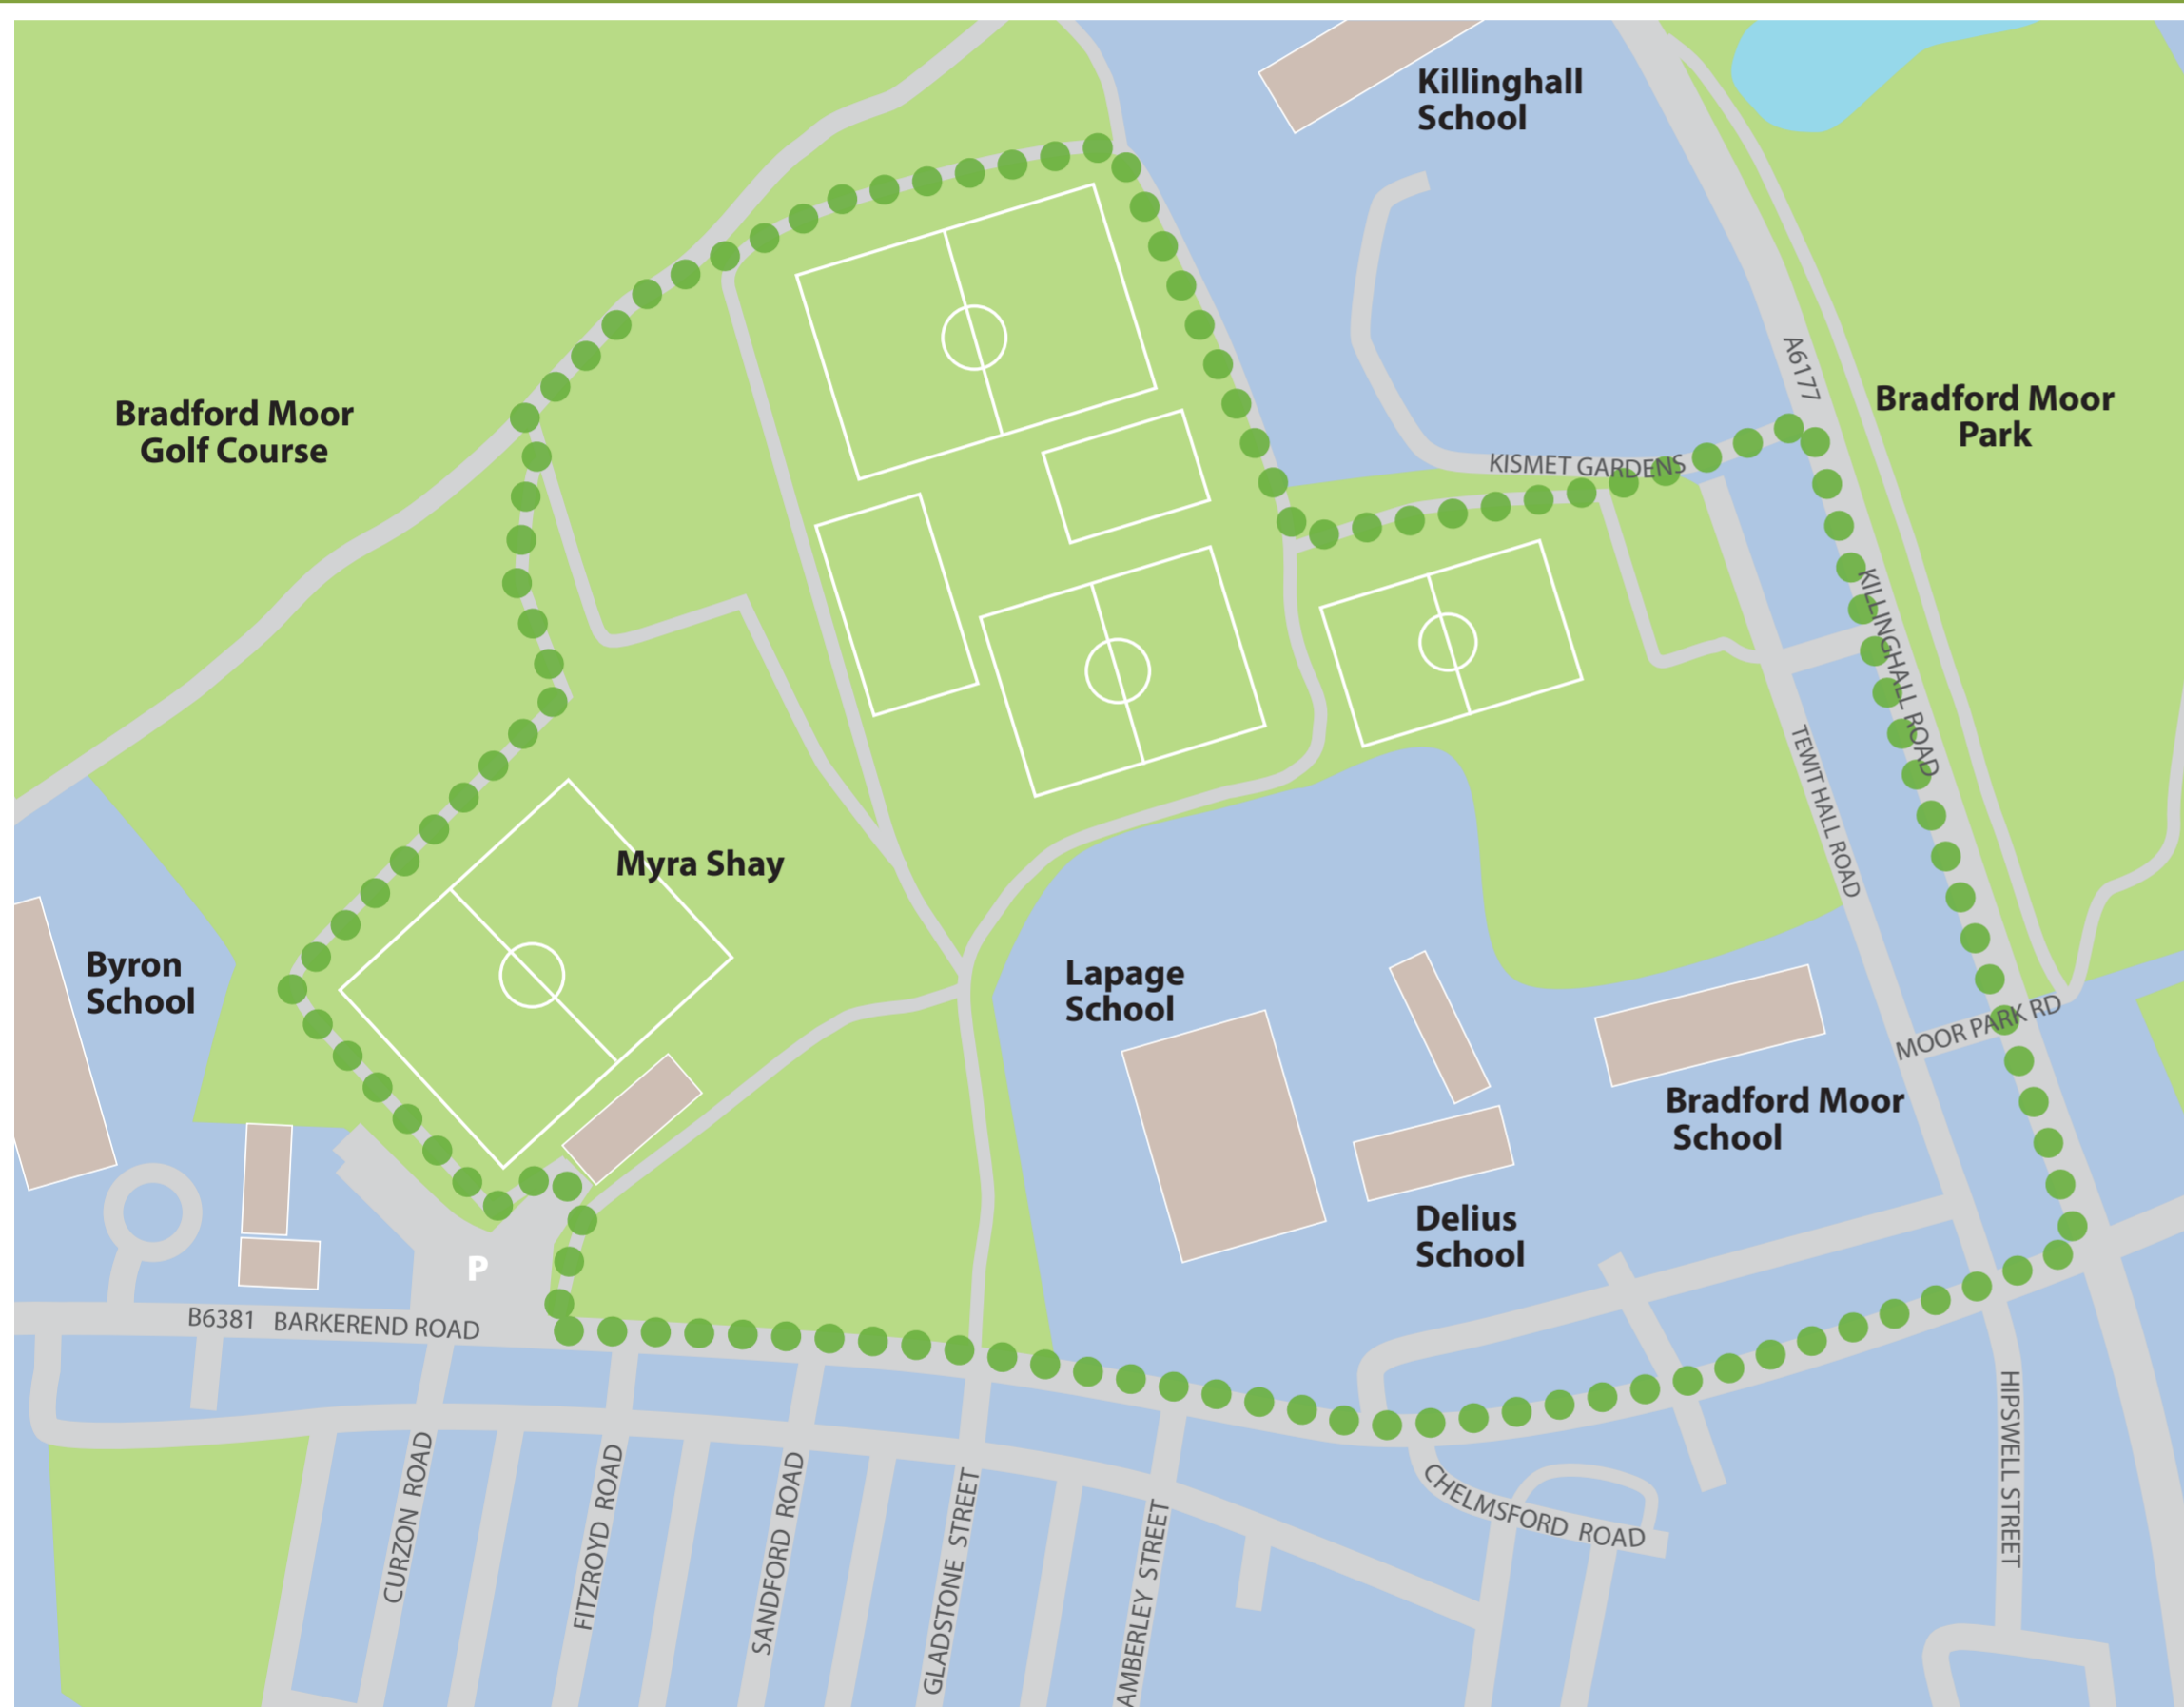 Killinghall
School
A6177
Bradford Moor
Park
Bradford Moor
Golf Course
KISMET GARDENS
KILLINGHALL ROAD
TEWIT HALL ROAD
Myra Shay
Byron
School
Lapage
School
MOOR PARK RD
Bradford Moor
School
Delius
School
P
B6381 BARKEREND ROAD
CURZON ROAD
FITZROYD ROAD
SANDFORD ROAD
GLADSTONE STREET
AMBERLEY STREET
CHELMSFORD ROAD
HIPSWELL STREET